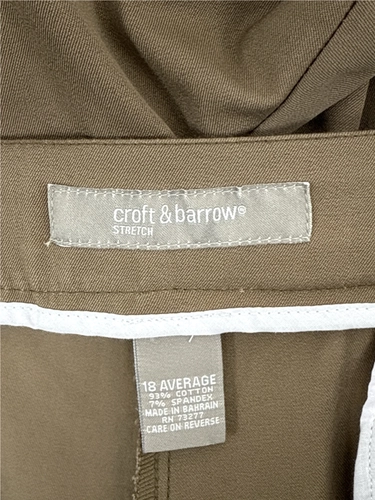 croft & barrow®
STRETCH
18 AVERAGE
93% COTTON
7% SPANDEX
MADE IN BAHRAIN
RN 73277
CARE ON REVERSE